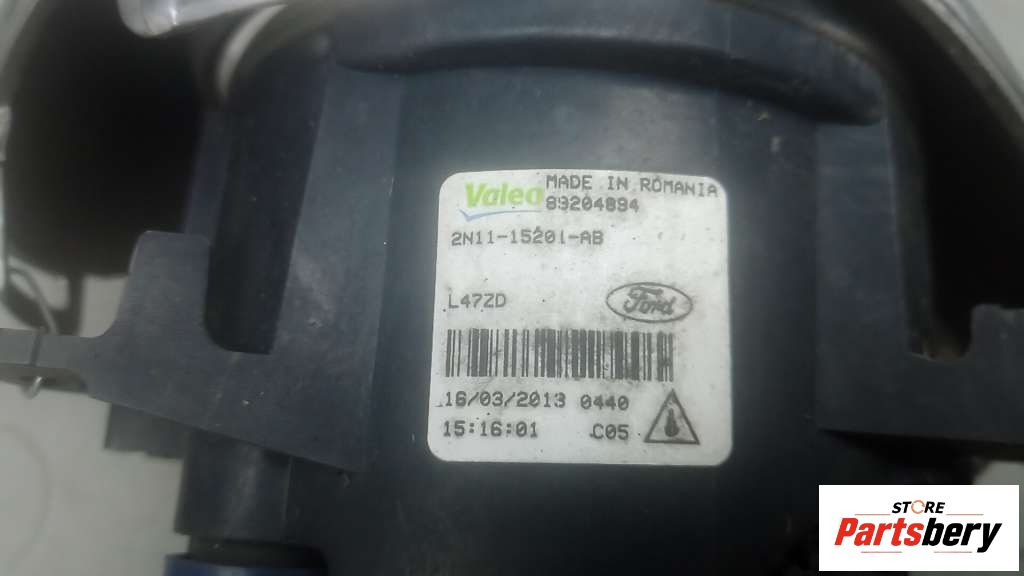 Valeo MADE IN ROMANIA
89204894
2N11-15201-AB
L47ZD
Ford
16/03/2013 0440
15:16:01 C05
STORE
Partsbery